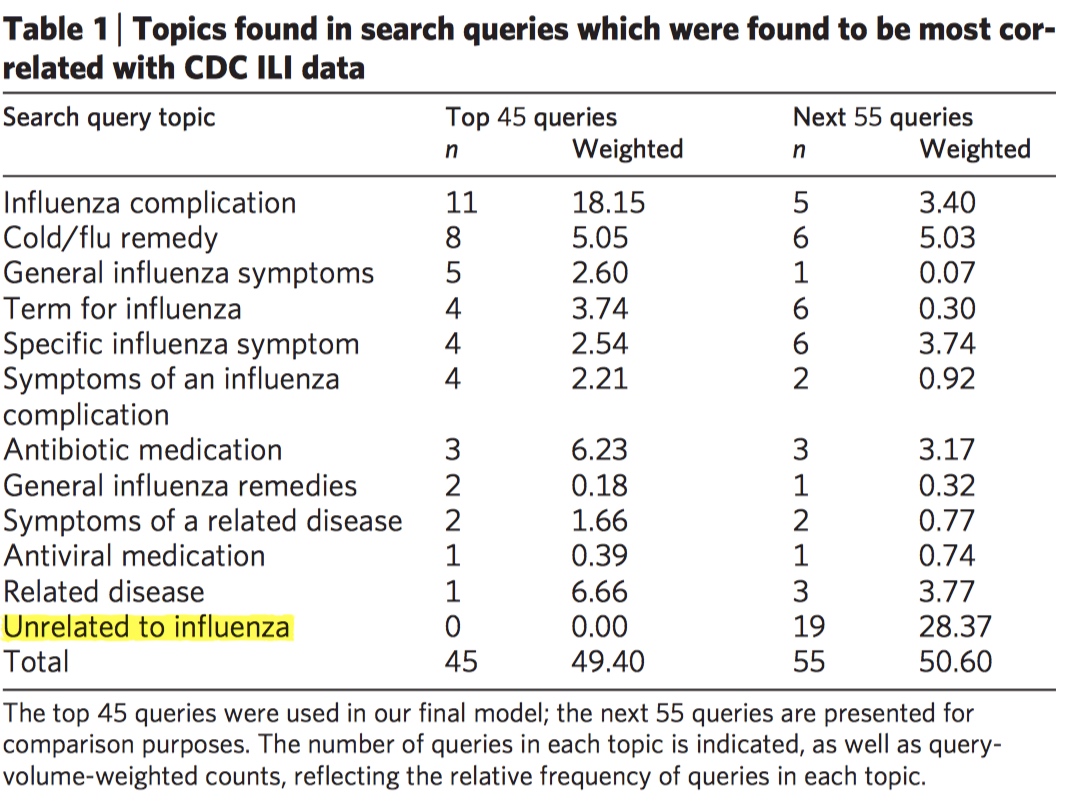 Table 1 | Topics found in search queries which were found to be most cor-
related with CDC ILI data
Search query topic Top 45 queries Next 55 queries
n Weighted n Weighted
Influenza complication 11 18.15 5 3.40
Cold/flu remedy 8 5.05 6 5.03
General influenza symptoms 5 2.60 1 0.07
Term for influenza 4 3.74 6 0.30
Specific influenza symptom 4 2.54 6 3.74
Symptoms of an influenza 4 2.21 2 0.92
complication
Antibiotic medication 3 6.23 3 3.17
General influenza remedies 2 0.18 1 0.32
Symptoms of a related disease 2 1.66 2 0.77
Antiviral medication 1 0.39 1 0.74
Related disease 1 6.66 3 3.77
Unrelated to influenza 0 0.00 19 28.37
Total 45 49.40 55 50.60
The top 45 queries were used in our final model; the next 55 queries are presented for
comparison purposes. The number of queries in each topic is indicated, as well as query-
volume-weighted counts, reflecting the relative frequency of queries in each topic.